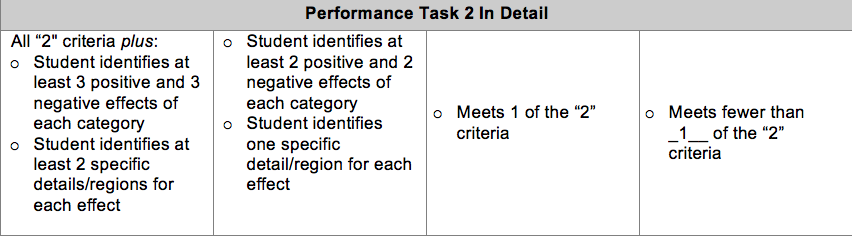 Performance Task 2 In Detail
All “2" criteria plus:
o Student identifies at
least 3 positive and 3
negative effects of
each category
o Student identifies at
least 2 specific
details/regions for
each effect
o Student identifies at
least 2 positive and 2
negative effects of
each category
o Student identifies
one specific
detail/region for each
effect
o Meets 1 of the “2”
criteria
o Meets fewer than
_1__ of the “2”
criteria